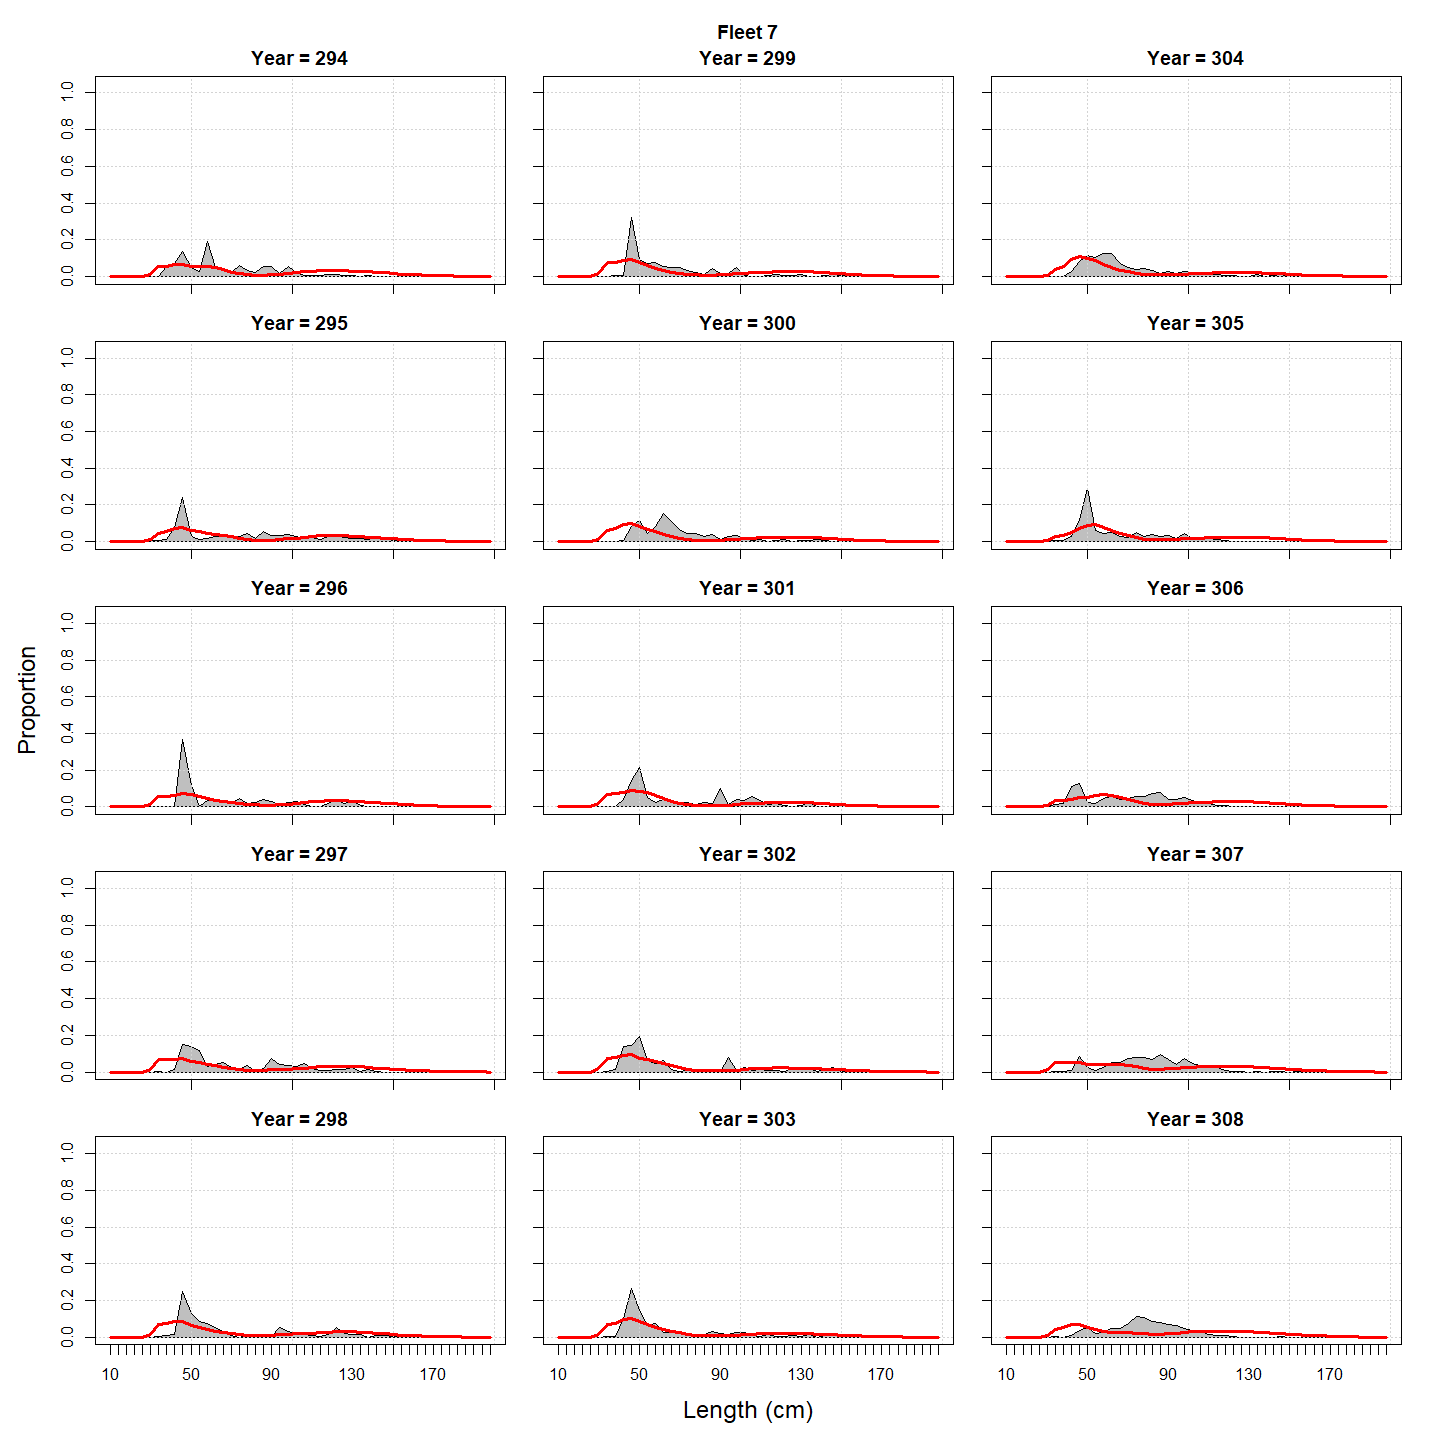 Fleet 7
Year = 294
Year = 299
Year = 304
0.0 0.2 0.4 0.6 0.8 1.0
Year = 295
Year = 300
Year = 305
0.0 0.2 0.4 0.6 0.8 1.0
Year = 296
Year = 301
Year = 306
0.0 0.2 0.4 0.6 0.8 1.0
Proportion
Year = 297
Year = 302
Year = 307
0.0 0.2 0.4 0.6 0.8 1.0
Year = 298
Year = 303
Year = 308
0.0 0.2 0.4 0.6 0.8 1.0
10 50 90 130 170
10 50 90 130 170
10 50 90 130 170
Length (cm)